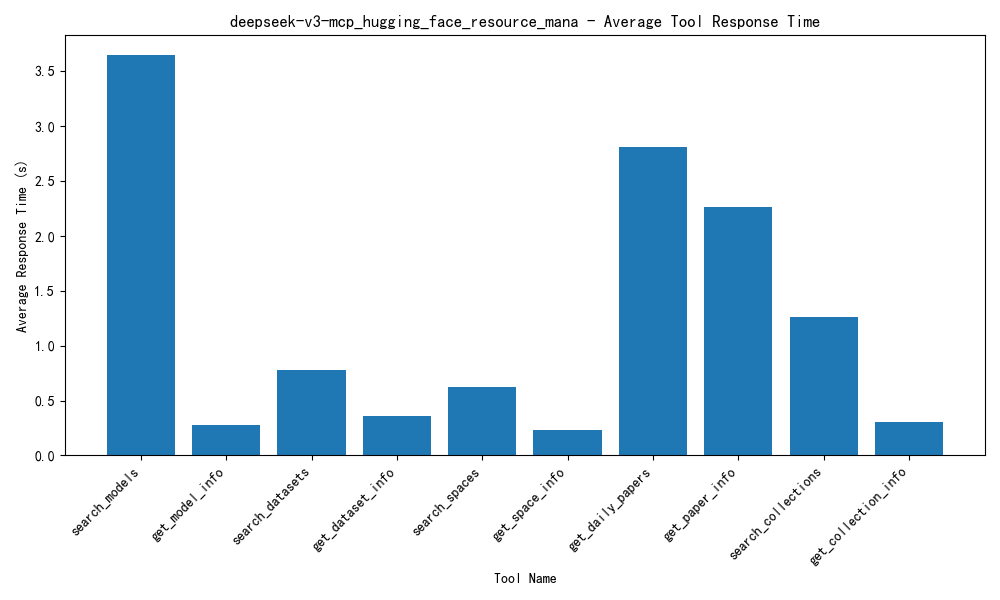 deepseek-v3-mcp_hugging_face_resource_mana - Average Tool Response Time
Average Response Time (s)
3.5
3.0
2.5
2.0
1.5
1.0
0.5
0.0
search_models
get_model_info
search_datasets
get_dataset_info
search_spaces
get_space_info
get_daily_papers
get_paper_info
search_collections
get_collection_info
Tool Name